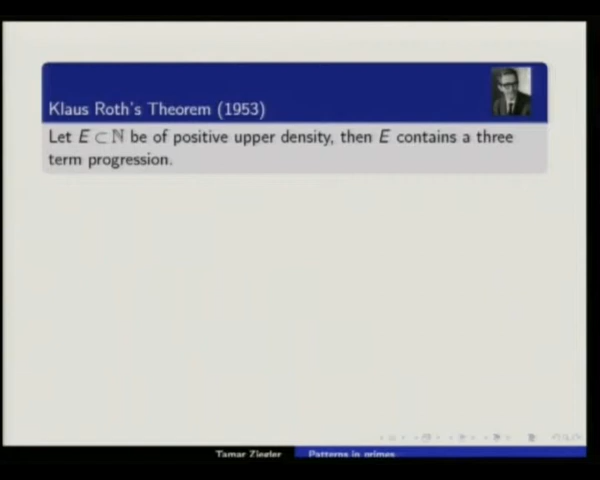 Klaus Roth's Theorem (1953)
Let E ⊂ ℕ be of positive upper density, then E contains a three
term progression.
Tamar Ziegler
Patterns in primes